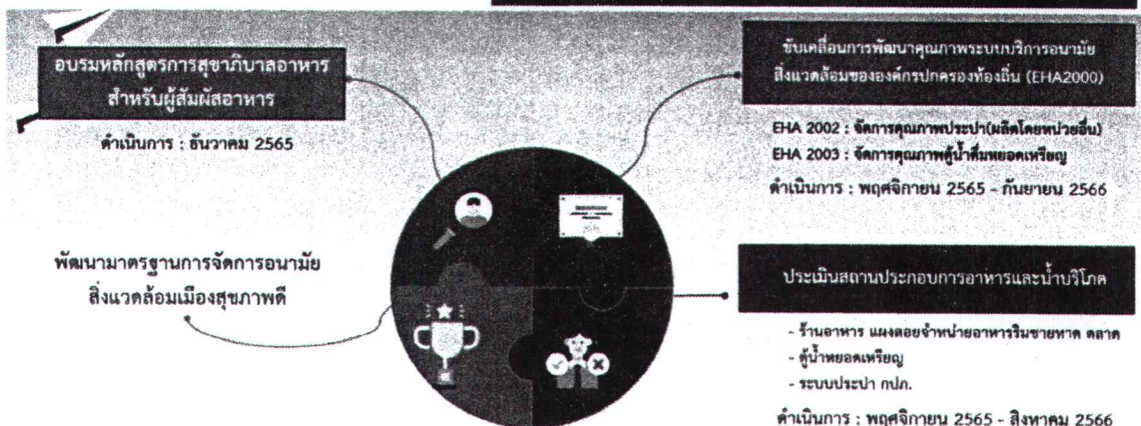 อบรมหลักสูตรการสุขาภิบาลอาหาร
สำหรับผู้สัมผัสอาหาร
ดำเนินการ : ธันวาคม 2565
พัฒนามาตรฐานการจัดการอนามัย
สิ่งแวดล้อมเมืองสุขภาพดี
ขับเคลื่อนการพัฒนาคุณภาพระบบบริการอนามัย
สิ่งแวดล้อมขององค์กรปกครองท้องถิ่น (EHA2000)
EHA 2002 : จัดการคุณภาพประปา(ผลิตโดยหน่วยอื่น)
EHA 2003 : จัดการคุณภาพตู้น้ำดื่มหยอดเหรียญ
ดำเนินการ : พฤศจิกายน 2565 - กันยายน 2566
ประเมินสถานประกอบการอาหารและน้ำบริโภค
- ร้านอาหาร แผงลอยจำหน่ายอาหารริมชายหาด ตลาด
- ตู้น้ำหยอดเหรียญ
- ระบบประปา กปภ.
ดำเนินการ : พฤศจิกายน 2565 - สิงหาคม 2566